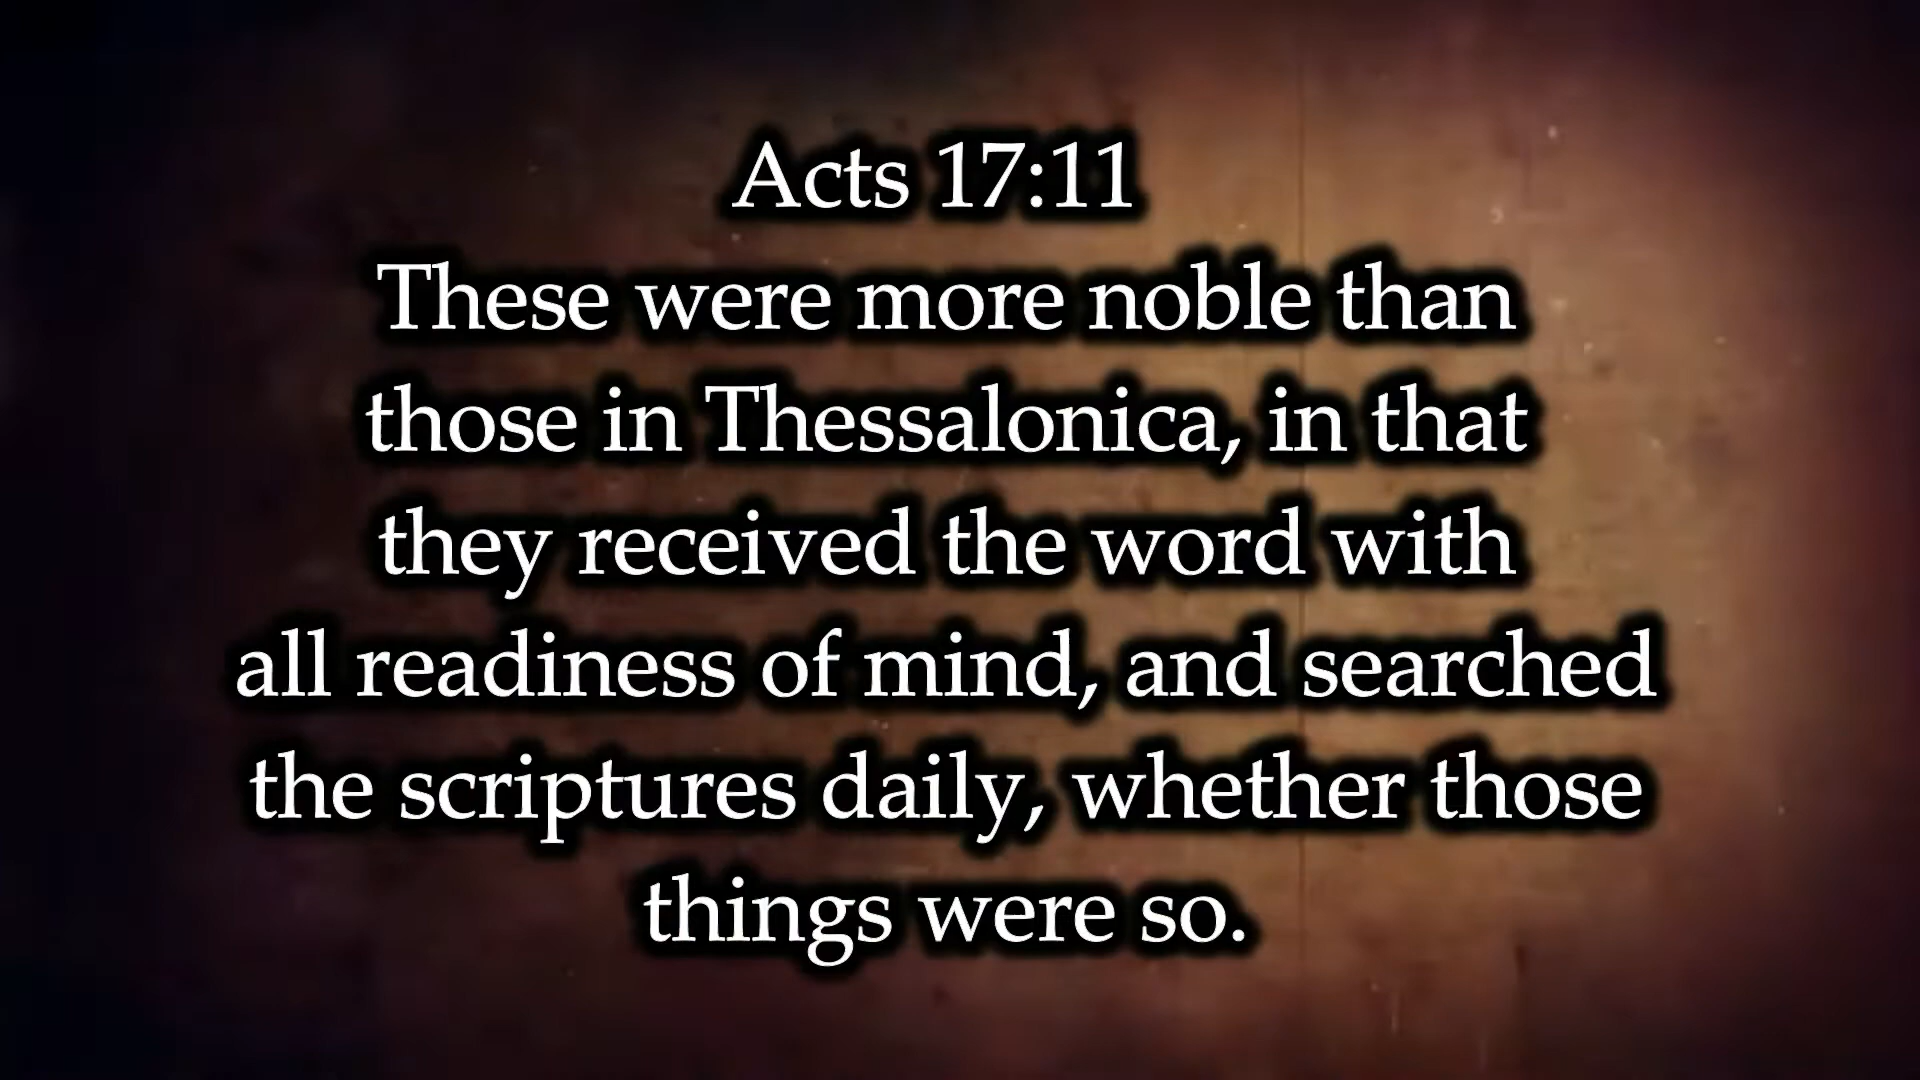 Acts 17:11
These were more noble than
those in Thessalonica, in that
they received the word with
all readiness of mind, and searched
the scriptures daily, whether those
things were so.